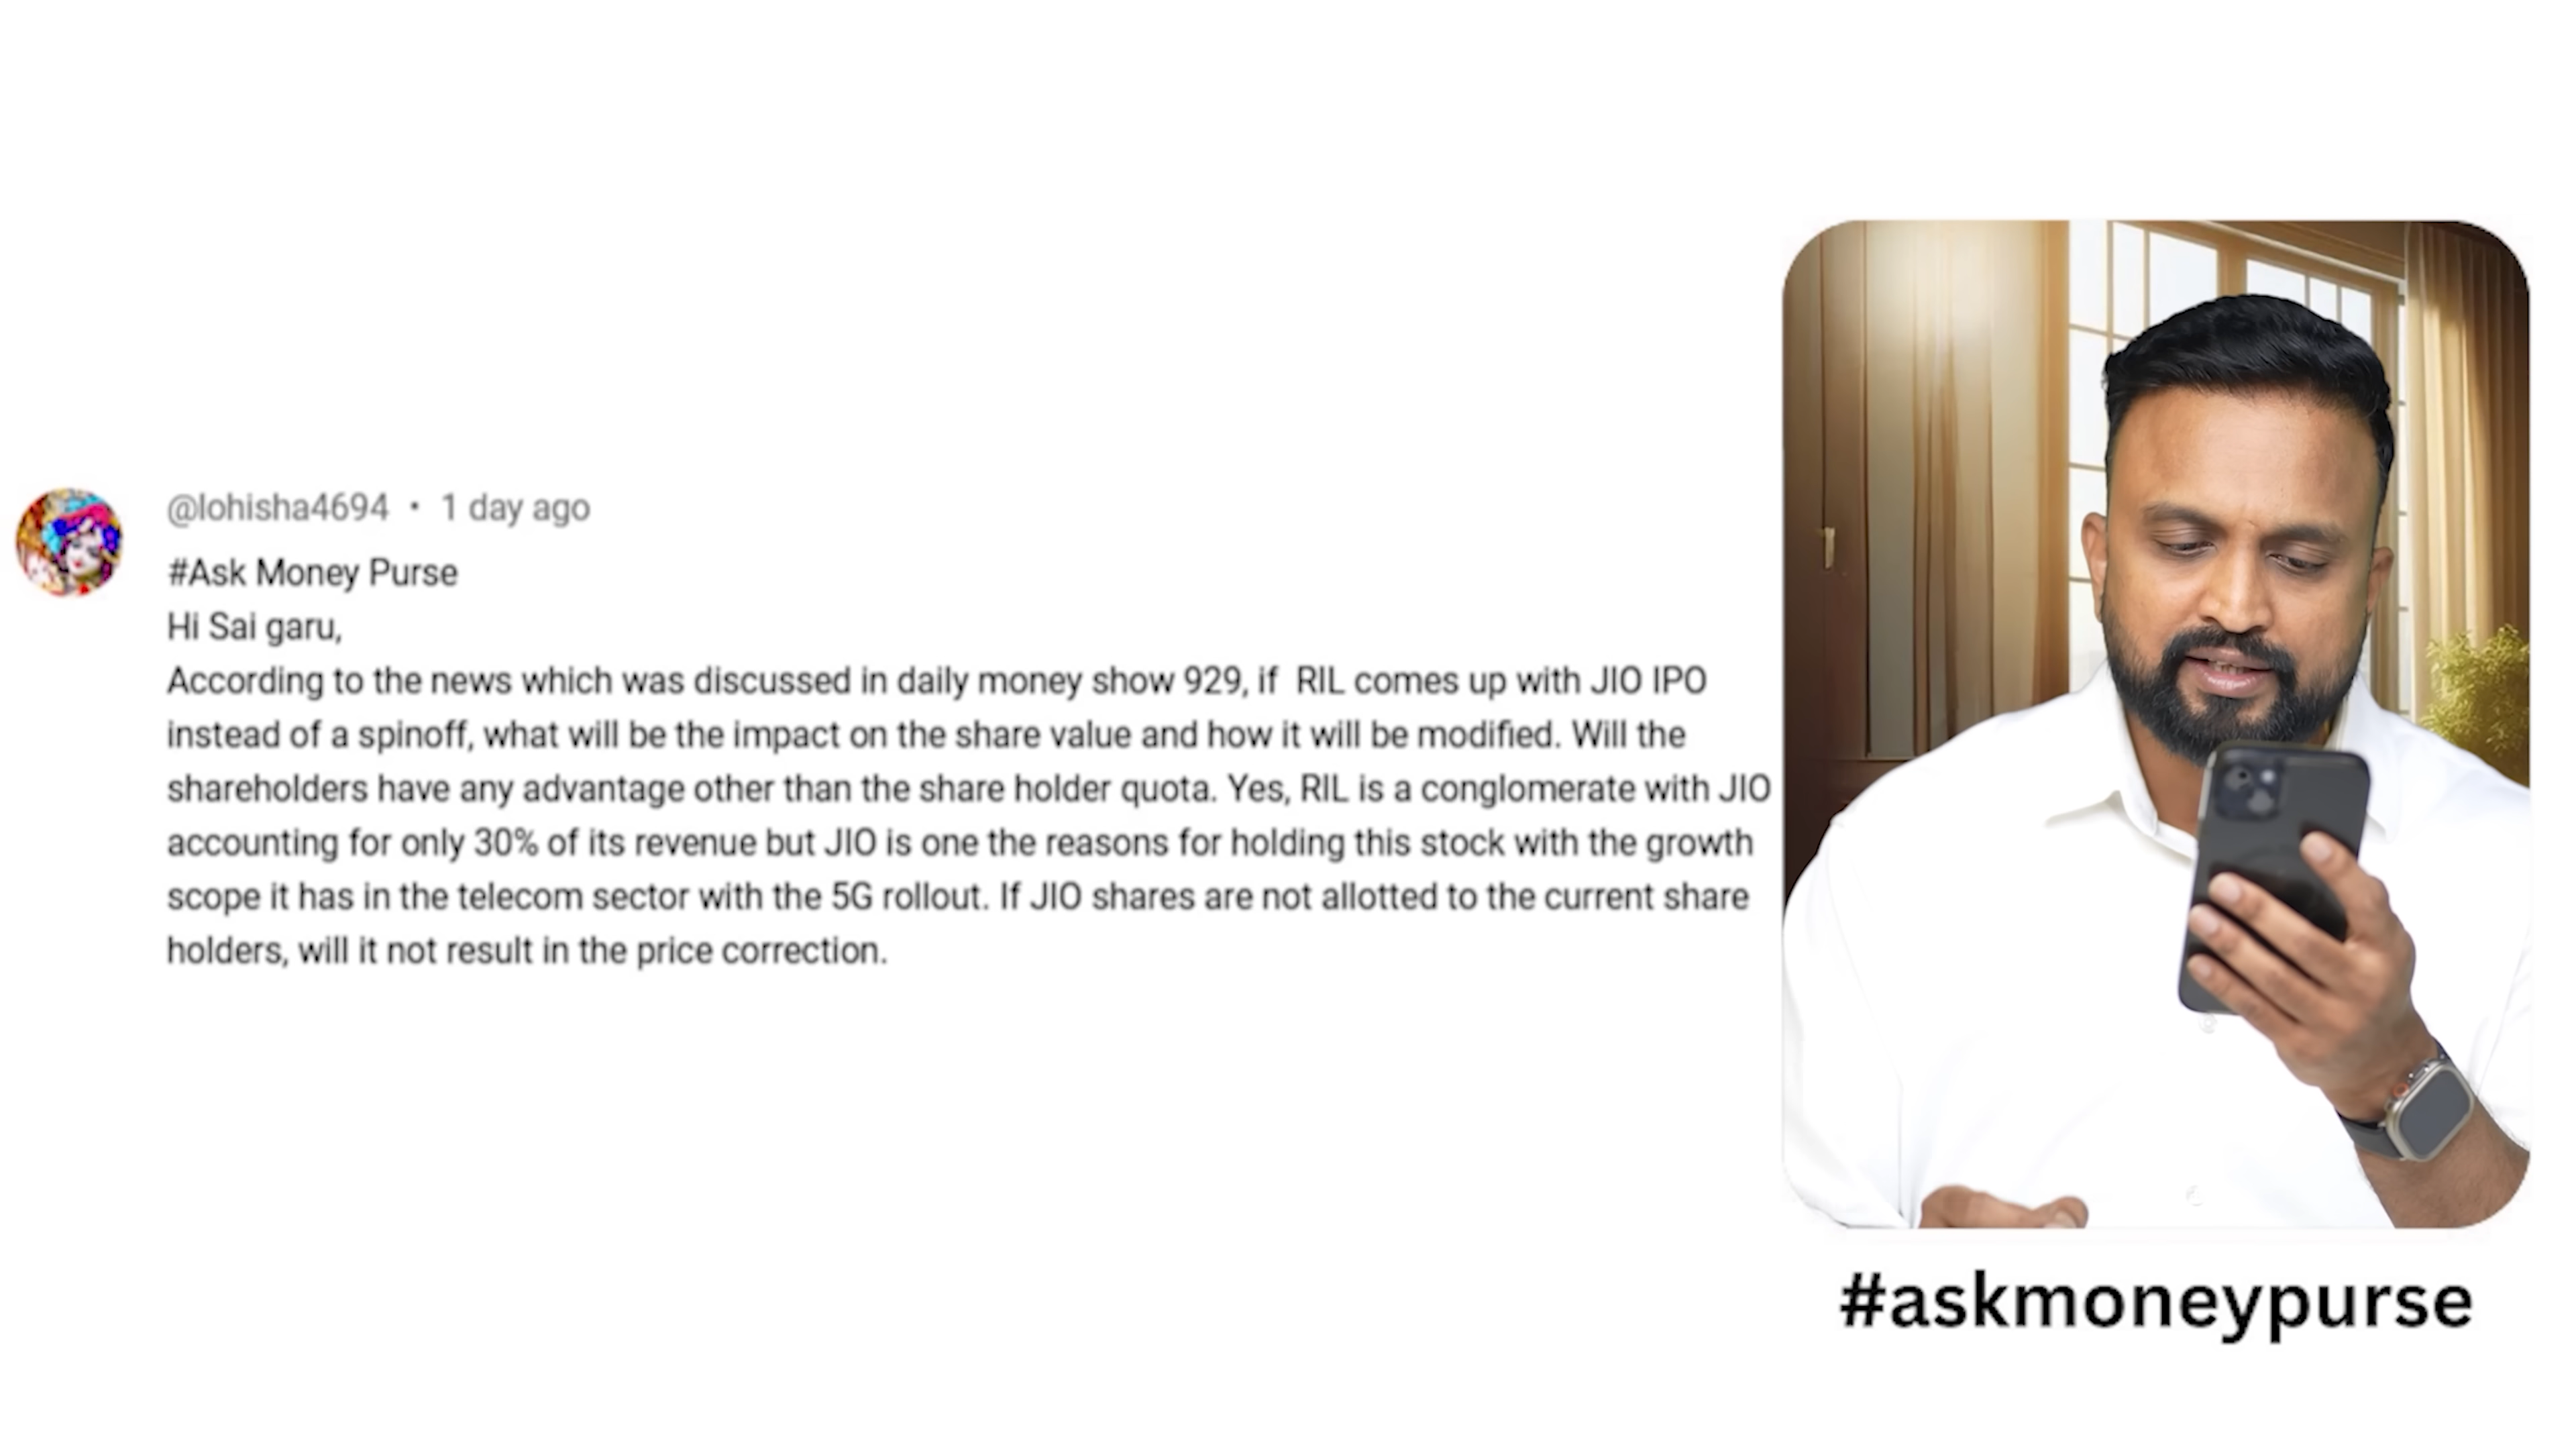 @lohisha4694 • 1 day ago
#Ask Money Purse
Hi Sai garu,
According to the news which was discussed in daily money show 929, if  RIL comes up with JIO IPO
instead of a spinoff, what will be the impact on the share value and how it will be modified. Will the
shareholders have any advantage other than the share holder quota. Yes, RIL is a conglomerate with JIO
accounting for only 30% of its revenue but JIO is one the reasons for holding this stock with the growth
scope it has in the telecom sector with the 5G rollout. If JIO shares are not allotted to the current share
holders, will it not result in the price correction.
#askmoneypurse